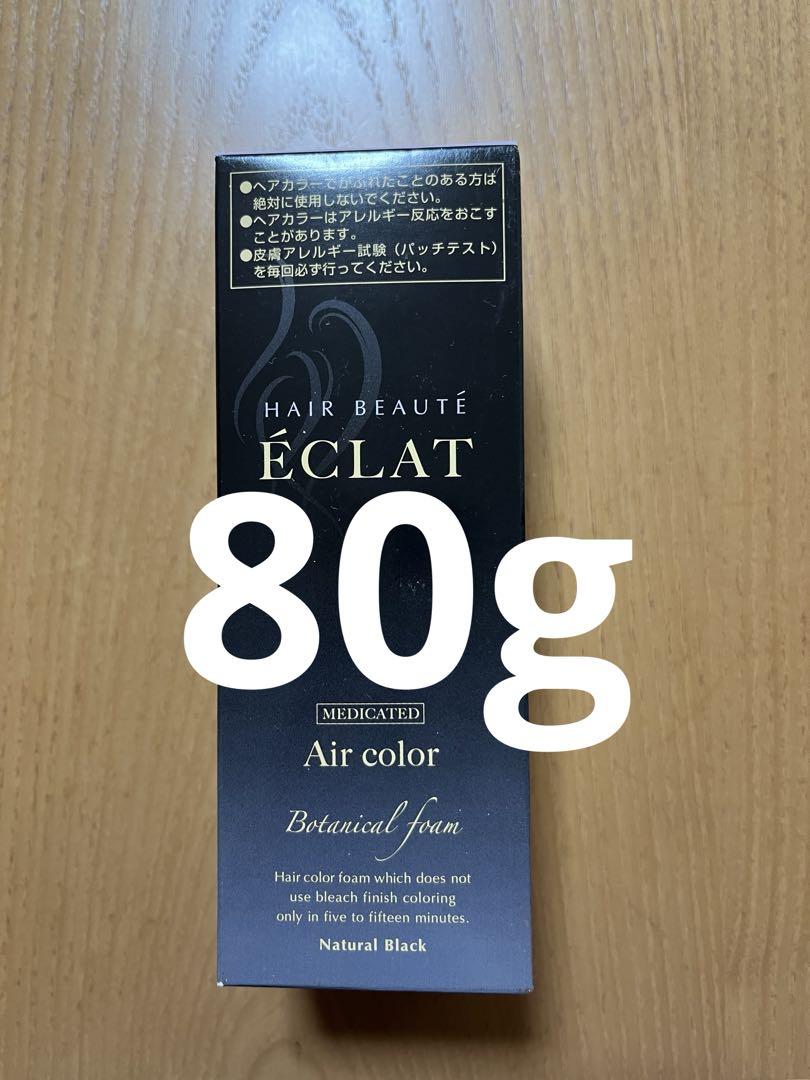 ●ヘアカラーでかぶれたことのある方は
絶対に使用しないでください。
●ヘアカラーはアレルギー反応をおこす
ことがあります。
●皮膚アレルギー試験（パッチテスト）
を毎回必ず行ってください。
HAIR BEAUTÉ
ÉCLAT
80g
MEDICATED
Air color
Botanical foam
Hair color foam which does not
use bleach finish coloring
only in five to fifteen minutes.
Natural Black